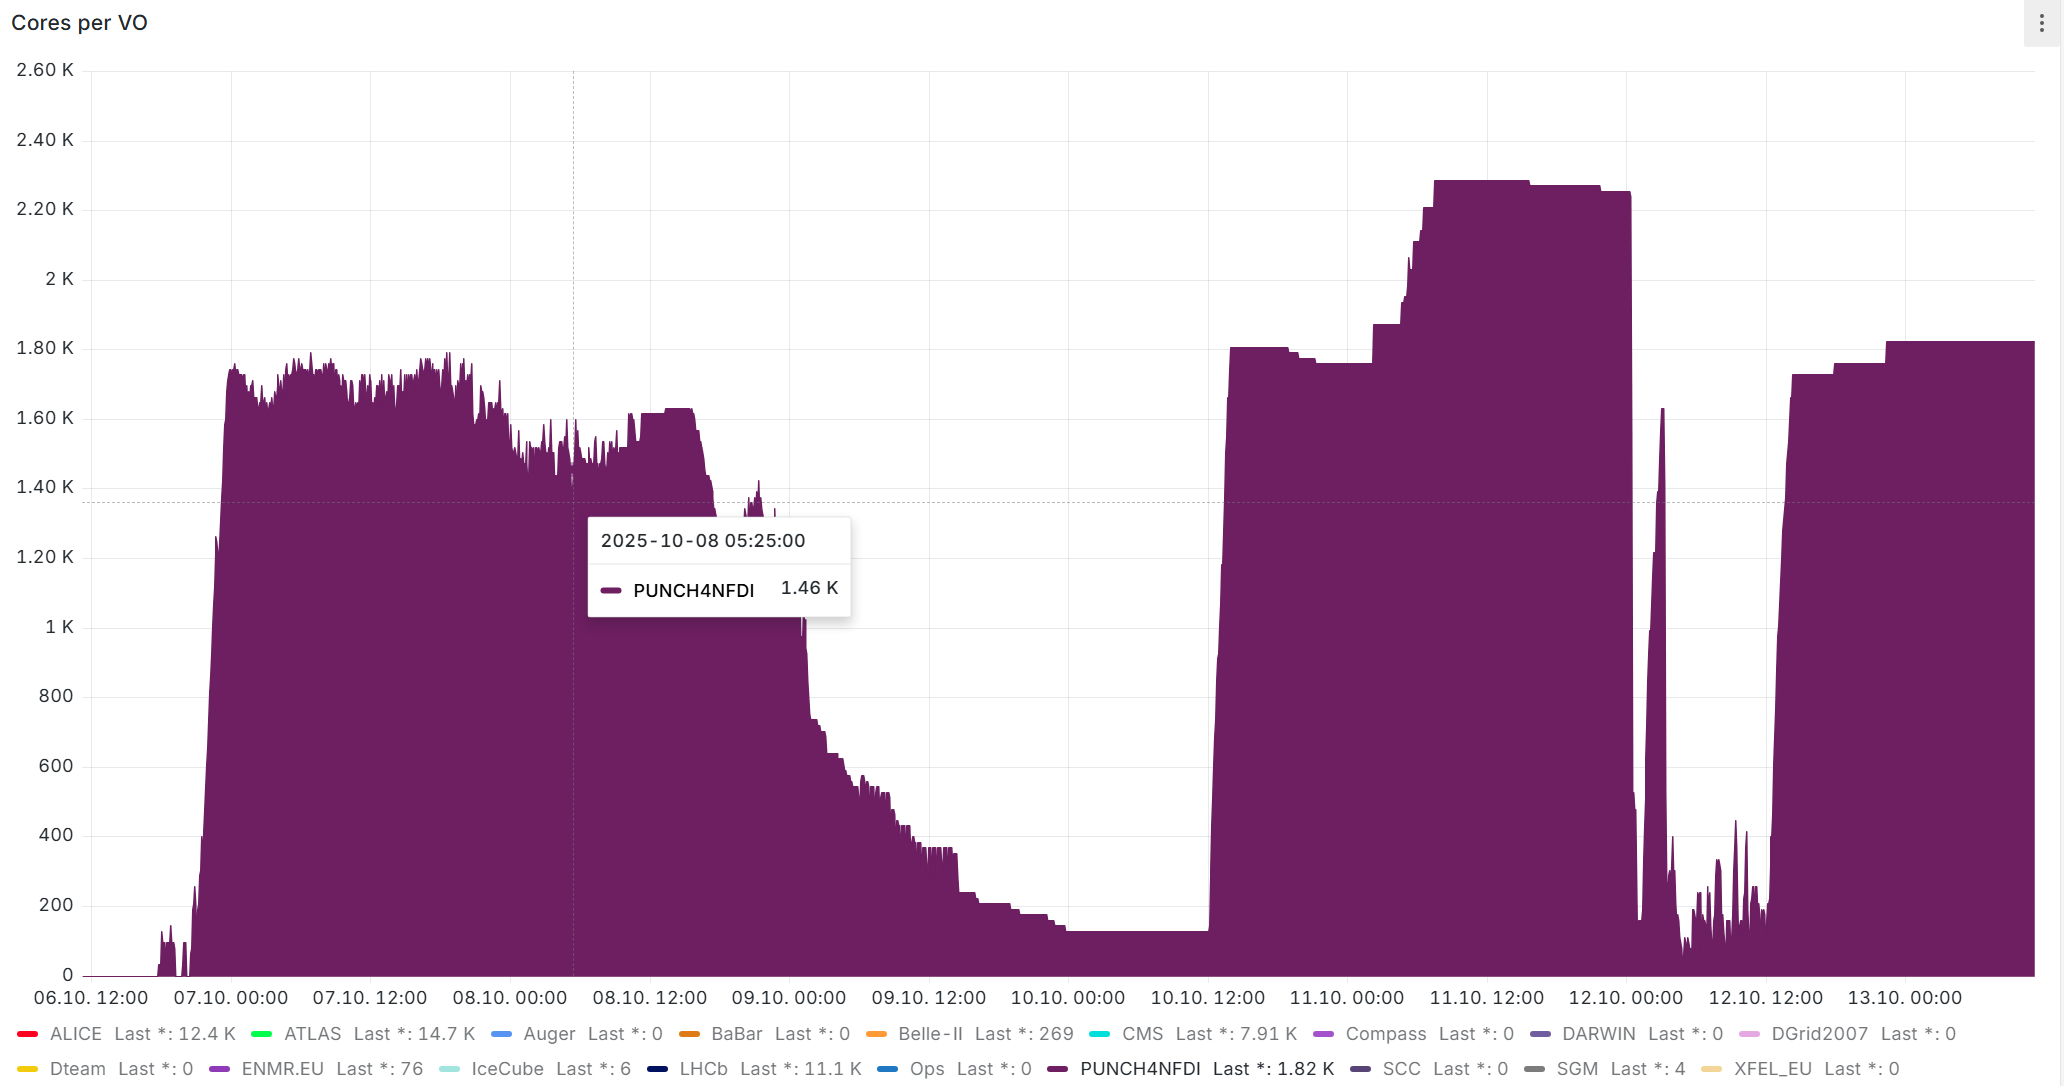 Cores per VO
2.60 K
2.40 K
2.20 K
2 K
1.80 K
1.60 K
1.40 K
1.20 K
1 K
800
600
400
200
0
2025-10-08 05:25:00
PUNCH4NFDI 1.46 K
06.10. 12:00 07.10. 00:00 07.10. 12:00 08.10. 00:00 08.10. 12:00 09.10. 00:00 09.10. 12:00 10.10. 00:00 10.10. 12:00 11.10. 00:00 11.10. 12:00 12.10. 00:00 12.10. 12:00 13.10. 00:00
ALICE Last *: 12.4 K ATLAS Last *: 14.7 K Auger Last *: 0 BaBar Last *: 0 Belle-II Last *: 269 CMS Last *: 7.91 K Compass Last *: 0 DARWIN Last *: 0 DGrid2007 Last *: 0
Dteam Last *: 0 ENMR.EU Last *: 76 IceCube Last *: 6 LHCb Last *: 11.1 K Ops Last *: 0 PUNCH4NFDI Last *: 1.82 K SCC Last *: 0 SGM Last *: 4 XFEL_EU Last *: 0